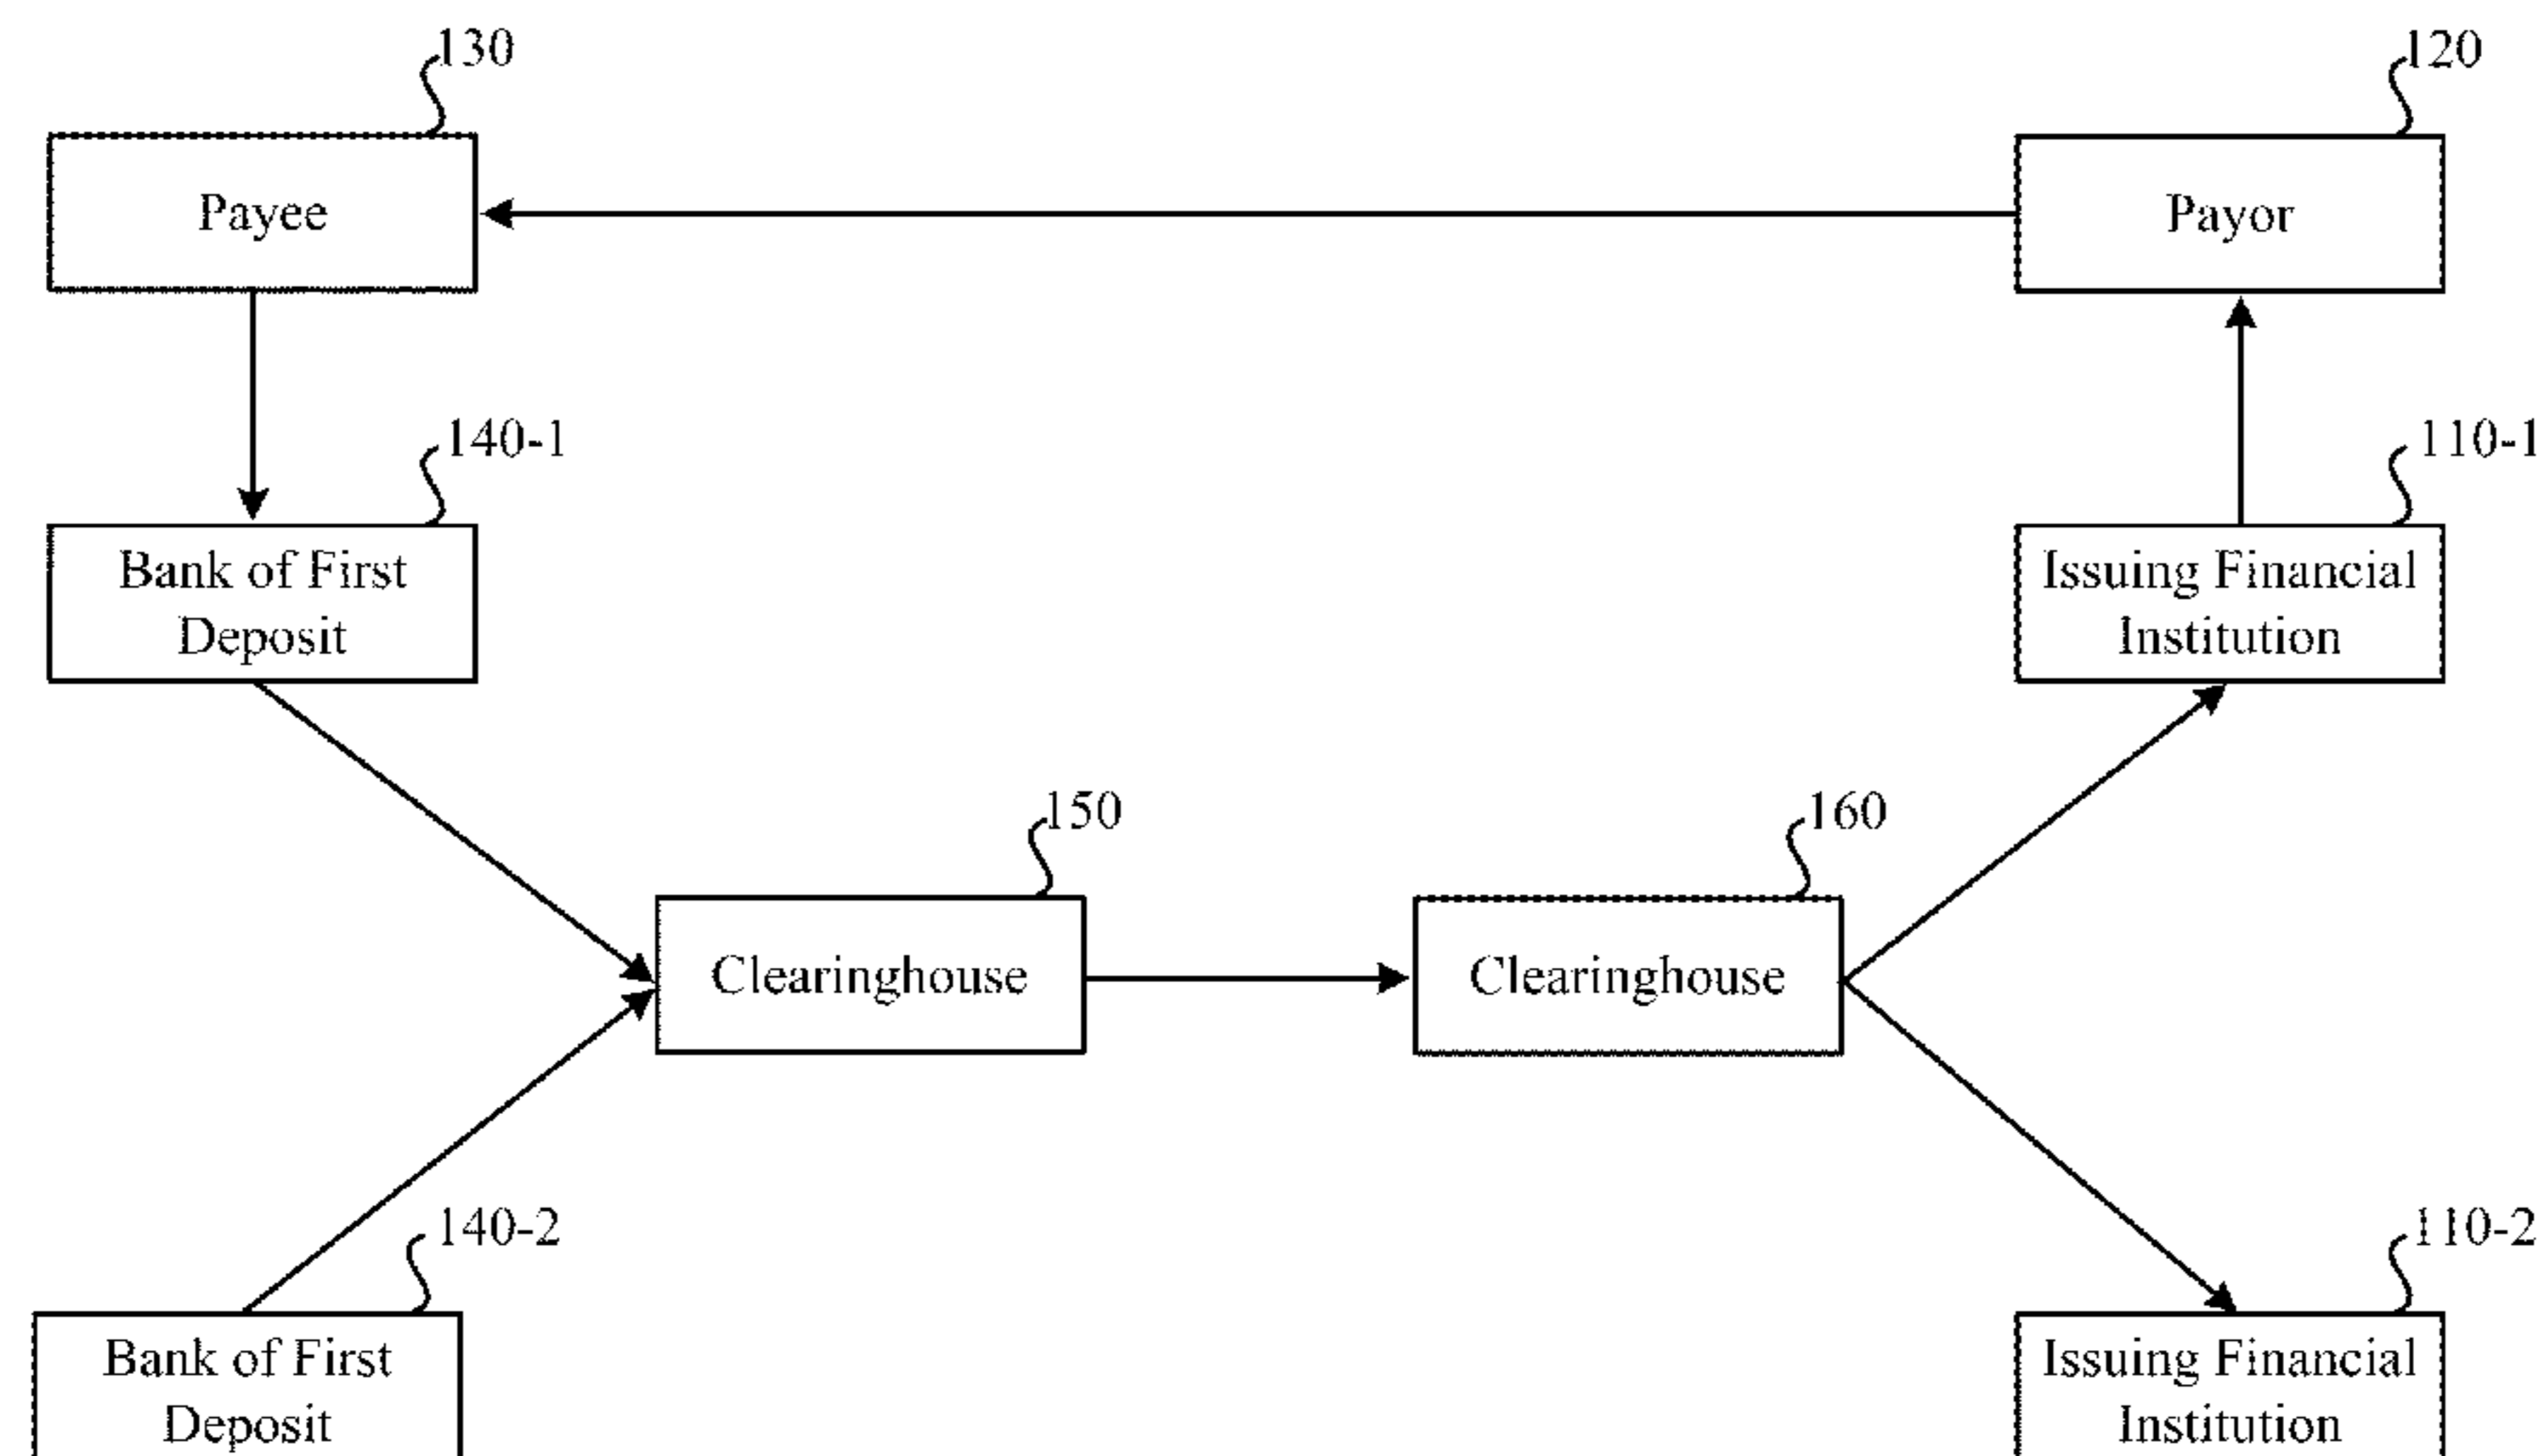 130
120
Payee
Payor
140-1
110-1
Bank of First
Deposit
Issuing Financial
Institution
150
160
Clearinghouse
Clearinghouse
140-2
110-2
Bank of First
Deposit
Issuing Financial
Institution